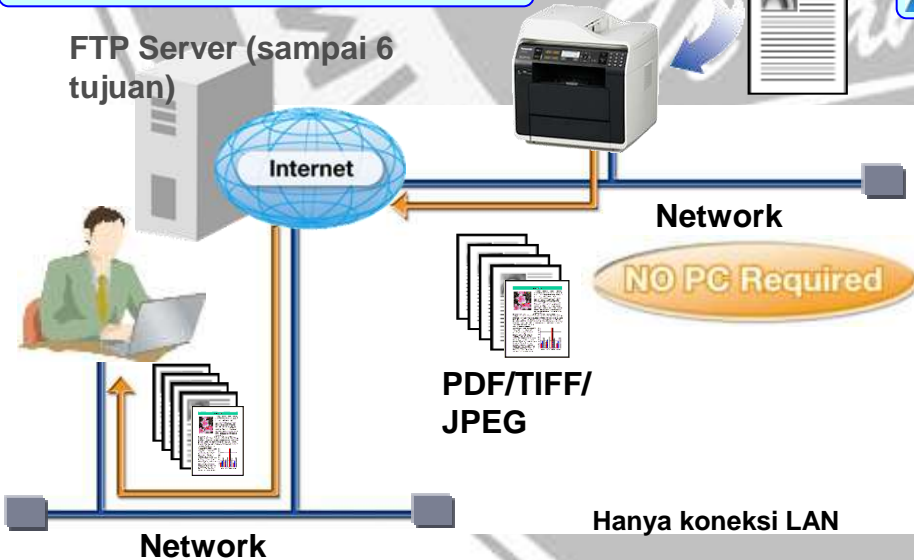 FTP Server (sampai 6
tujuan)
Internet
Network
NO PC Required
PDF/TIFF/
JPEG
Hanya koneksi LAN
Network